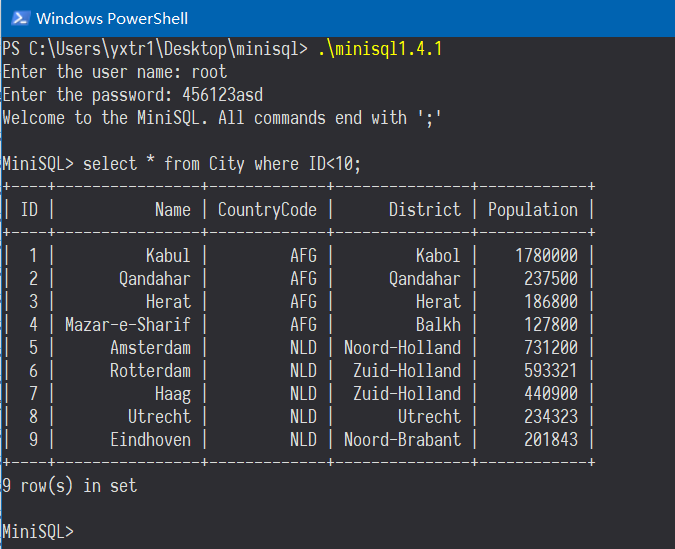 Windows PowerShell
PS C:\Users\yxtr1\Desktop\minisql> .\minisql1.4.1
Enter the user name: root
Enter the password: 456123asd
Welcome to the MiniSQL. All commands end with ';'
MiniSQL> select * from City where ID<10;
+----+----------------+-------------+---------------+------------+
| ID |           Name | CountryCode |      District | Population |
+----+----------------+-------------+---------------+------------+
|  1 |          Kabul |         AFG |         Kabol |    1780000 |
|  2 |       Qandahar |         AFG |      Qandahar |     237500 |
|  3 |          Herat |         AFG |         Herat |     186800 |
|  4 | Mazar-e-Sharif |         AFG |         Balkh |     127800 |
|  5 |      Amsterdam |         NLD | Noord-Holland |     731200 |
|  6 |      Rotterdam |         NLD |  Zuid-Holland |     593321 |
|  7 |           Haag |         NLD |  Zuid-Holland |     440900 |
|  8 |        Utrecht |         NLD |       Utrecht |     234323 |
|  9 |      Eindhoven |         NLD | Noord-Brabant |     201843 |
+----+----------------+-------------+---------------+------------+
9 row(s) in set
MiniSQL>